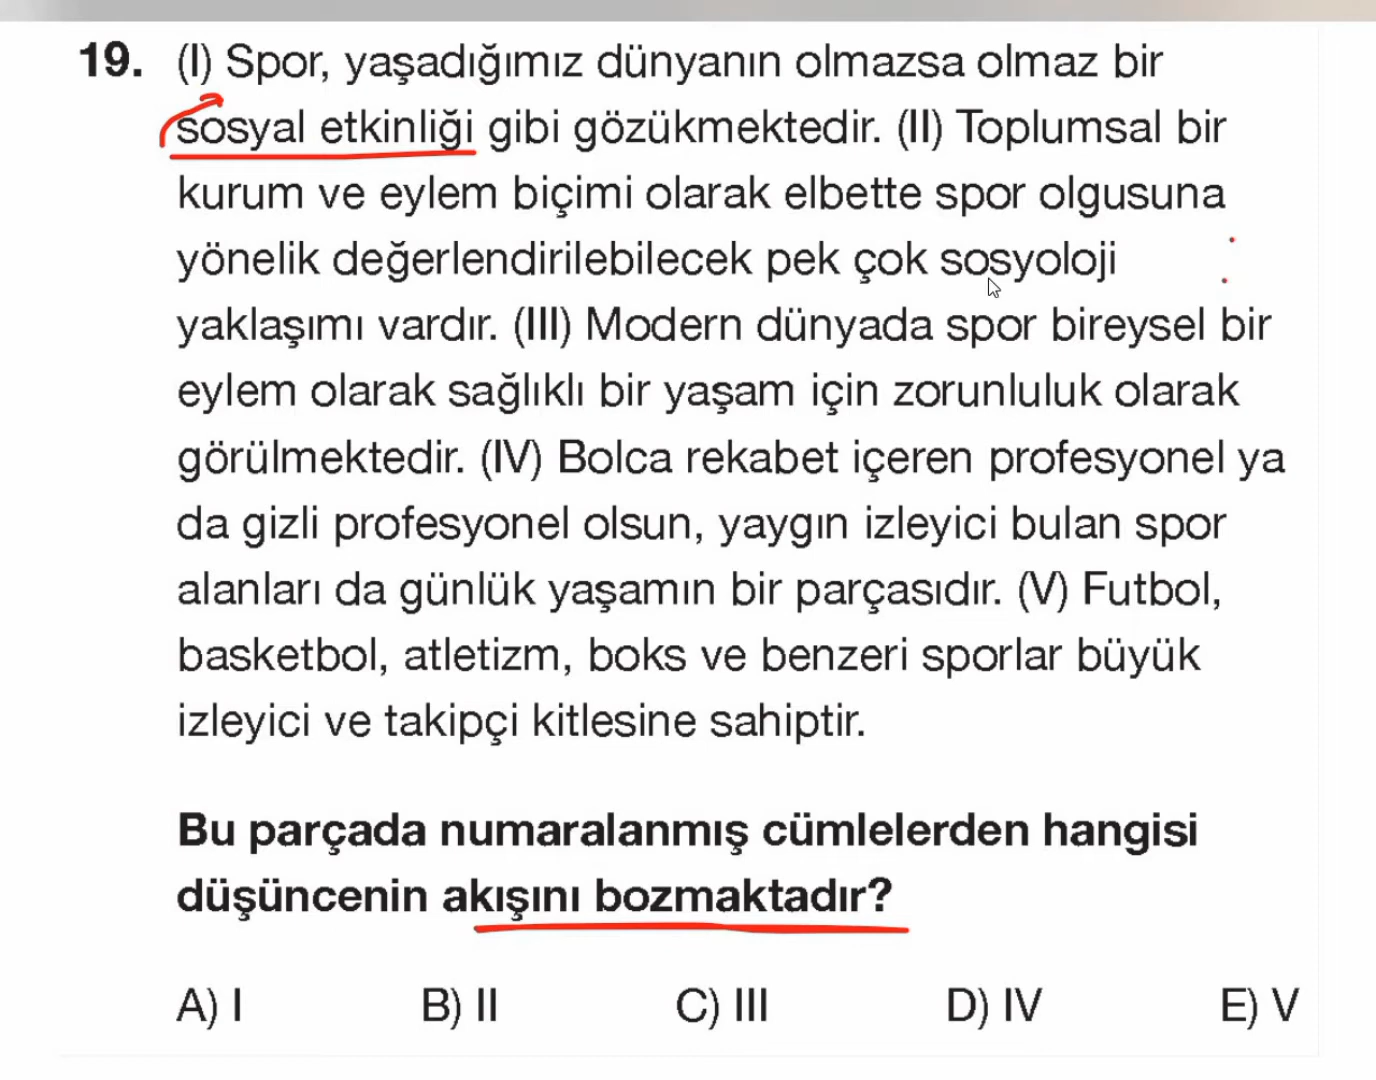 19. (I) Spor, yaşadığımız dünyanın olmazsa olmaz bir
sosyal etkinliği gibi gözükmektedir. (II) Toplumsal bir
kurum ve eylem biçimi olarak elbette spor olgusuna
yönelik değerlendirilebilecek pek çok sosyoloji
yaklaşımı vardır. (III) Modern dünyada spor bireysel bir
eylem olarak sağlıklı bir yaşam için zorunluluk olarak
görülmektedir. (IV) Bolca rekabet içeren profesyonel ya
da gizli profesyonel olsun, yaygın izleyici bulan spor
alanları da günlük yaşamın bir parçasıdır. (V) Futbol,
basketbol, atletizm, boks ve benzeri sporlar büyük
izleyici ve takipçi kitlesine sahiptir.
Bu parçada numaralanmış cümlelerden hangisi
düşüncenin akışını bozmaktadır?
A) I B) II C) III D) IV E) V